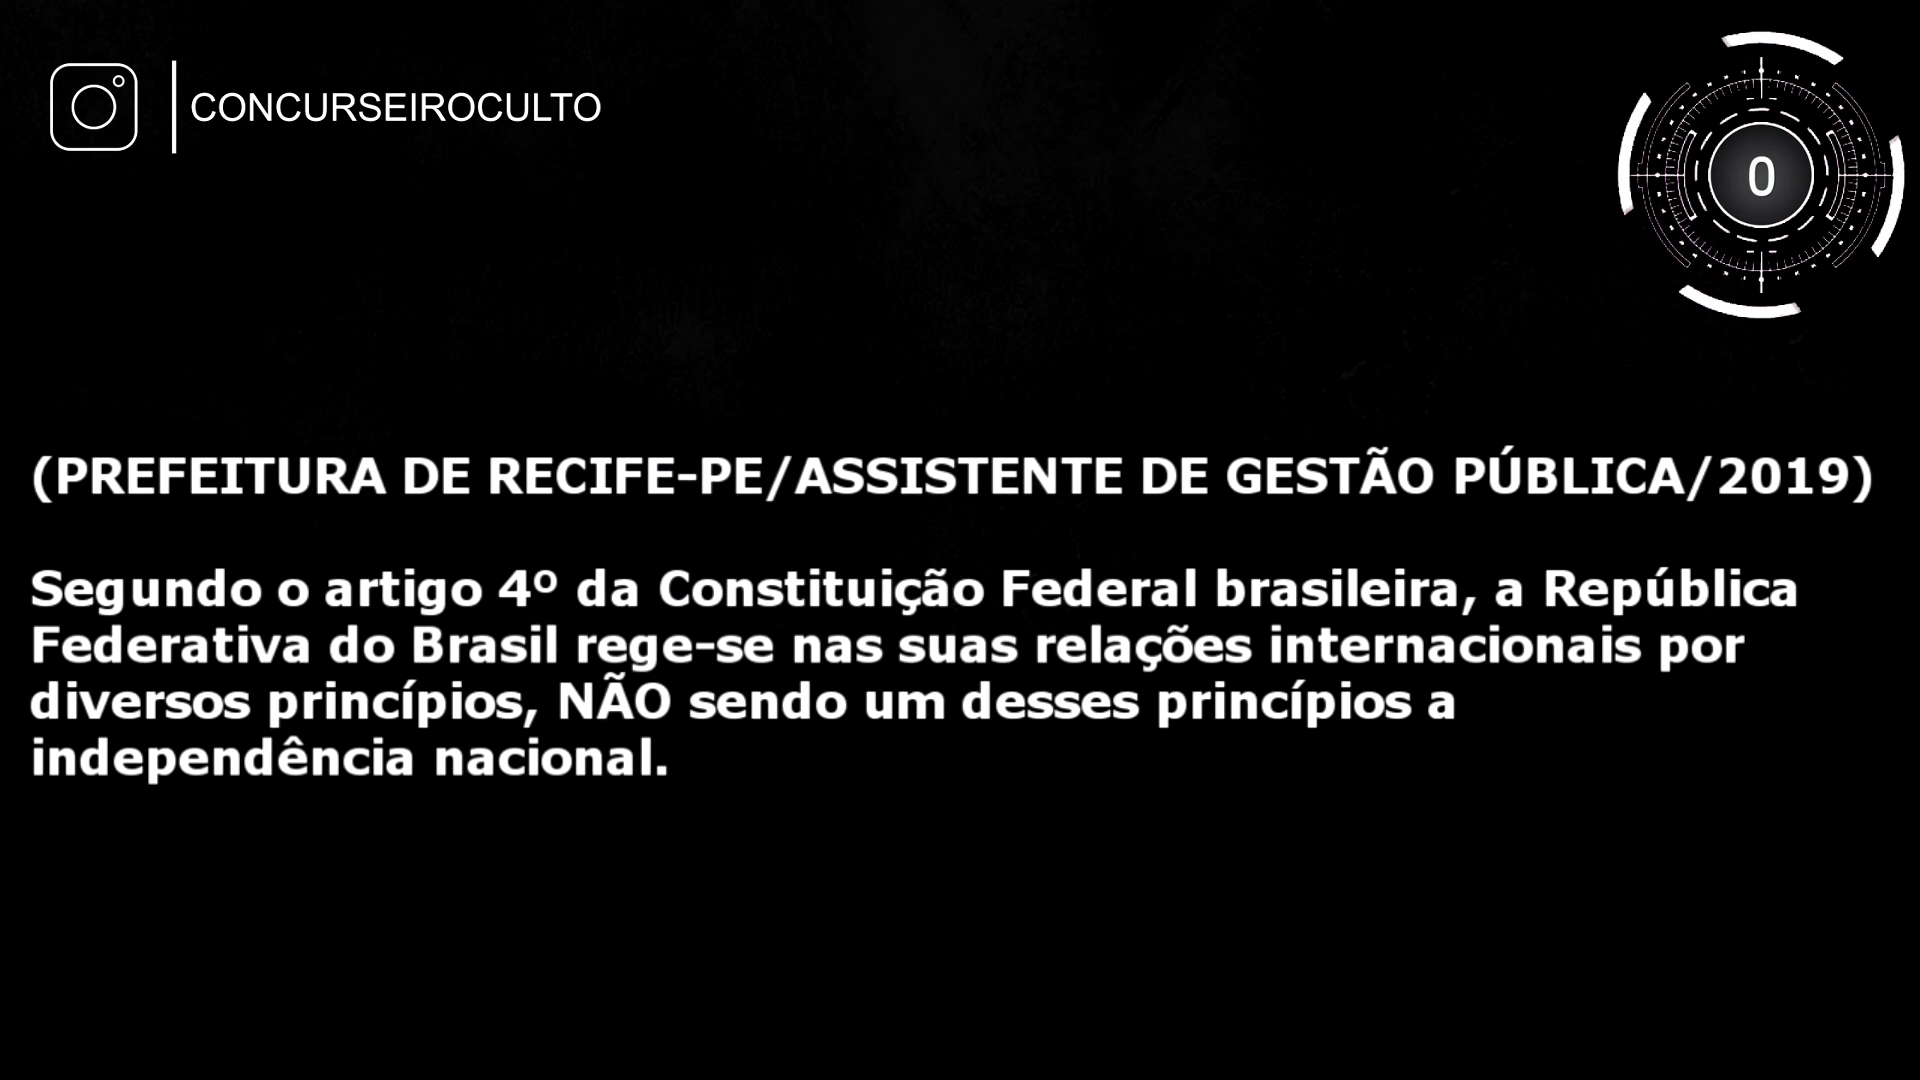 CONCURSEIROCULTO
0
(PREFEITURA DE RECIFE-PE/ASSISTENTE DE GESTÃO PÚBLICA/2019)
Segundo o artigo 4º da Constituição Federal brasileira, a República
Federativa do Brasil rege-se nas suas relações internacionais por
diversos princípios, NÃO sendo um desses princípios a
independência nacional.